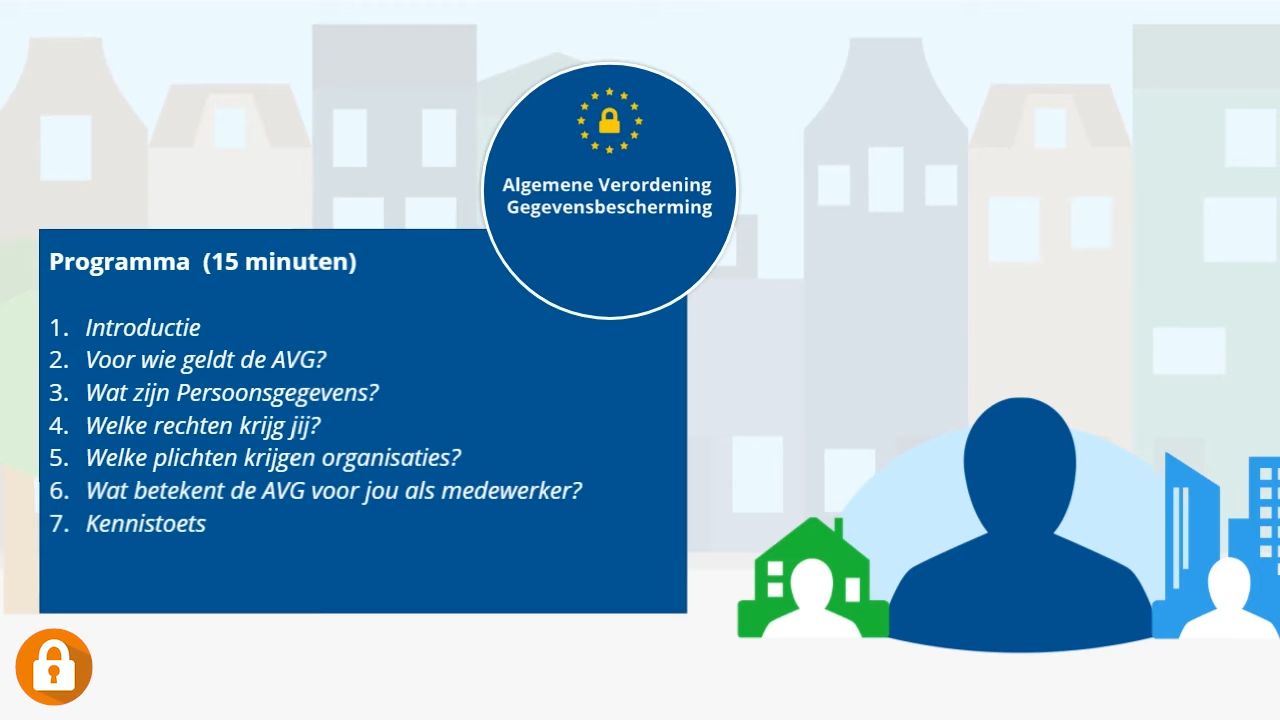 Algemene Verordening
Gegevensbescherming
Programma (15 minuten)
1. Introductie
2. Voor wie geldt de AVG?
3. Wat zijn Persoonsgegevens?
4. Welke rechten krijg jij?
5. Welke plichten krijgen organisaties?
6. Wat betekent de AVG voor jou als medewerker?
7. Kennistoets